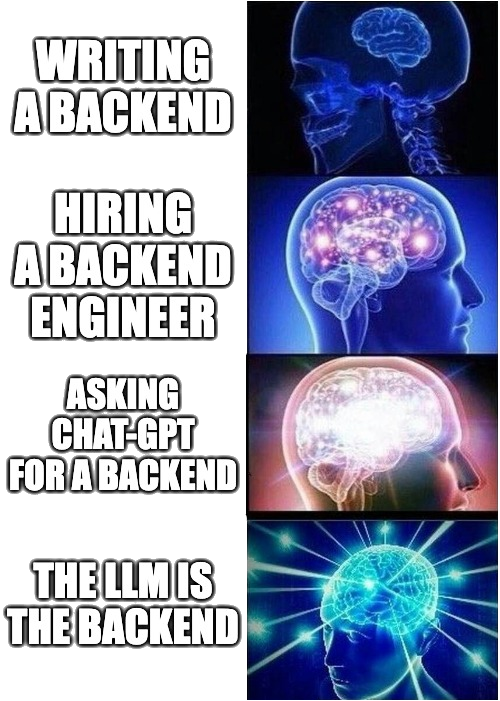 WRITING
A BACKEND
HIRING
A BACKEND
ENGINEER
ASKING
CHAT-GPT
FOR A BACKEND
THE LLM IS
THE BACKEND